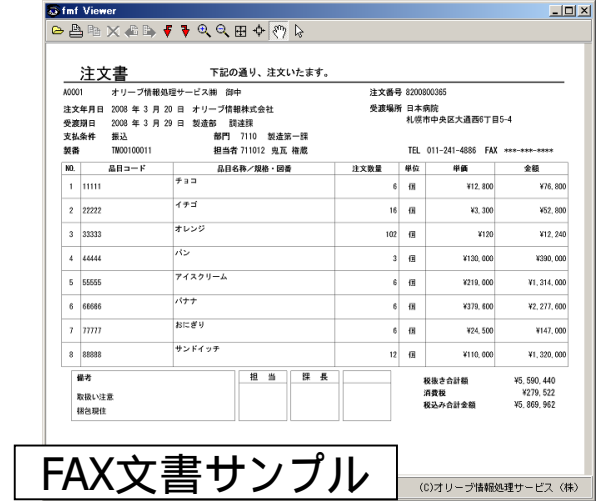 fmf Viewer
注文書 下記の通り、注文いたます。
A0001 オリーブ情報処理サービス㈱ 御中 注文番号 8200800365
注文年月日 2008 年 3 月 20 日 オリーブ情報株式会社 受渡場所 日本病院
受渡期日 2008 年 3 月 29 日 製造部 調達課 札幌市中央区大通西6丁目5-4
支払条件 振込 部門 7110 製造第一課
製番 TM00100011 担当者 711012 鬼瓦 権蔵 TEL 011-241-4886 FAX ***-***-****
NO. 品目コード 品目名称/規格・図番 注文数量 単位 単価 金額
1 11111 チョコ 6 個 ¥12,800 ¥76,800
2 22222 イチゴ 16 個 ¥3,300 ¥52,800
3 33333 オレンジ 102 個 ¥120 ¥12,240
4 44444 パン 3 個 ¥130,000 ¥390,000
5 55555 アイスクリーム 6 個 ¥219,000 ¥1,314,000
6 66666 バナナ 6 個 ¥379,600 ¥2,277,600
7 77777 おにぎり 6 個 ¥24,500 ¥147,000
8 88888 サンドイッチ 12 個 ¥110,000 ¥1,320,000
備考 担 当 課 長 税抜き合計額 ¥5,590,440
取扱い注意 消費税 ¥279,522
梱包現住 税込み合計金額 ¥5,869,962
FAX文書サンプル
(C)オリーブ情報処理サービス(株)